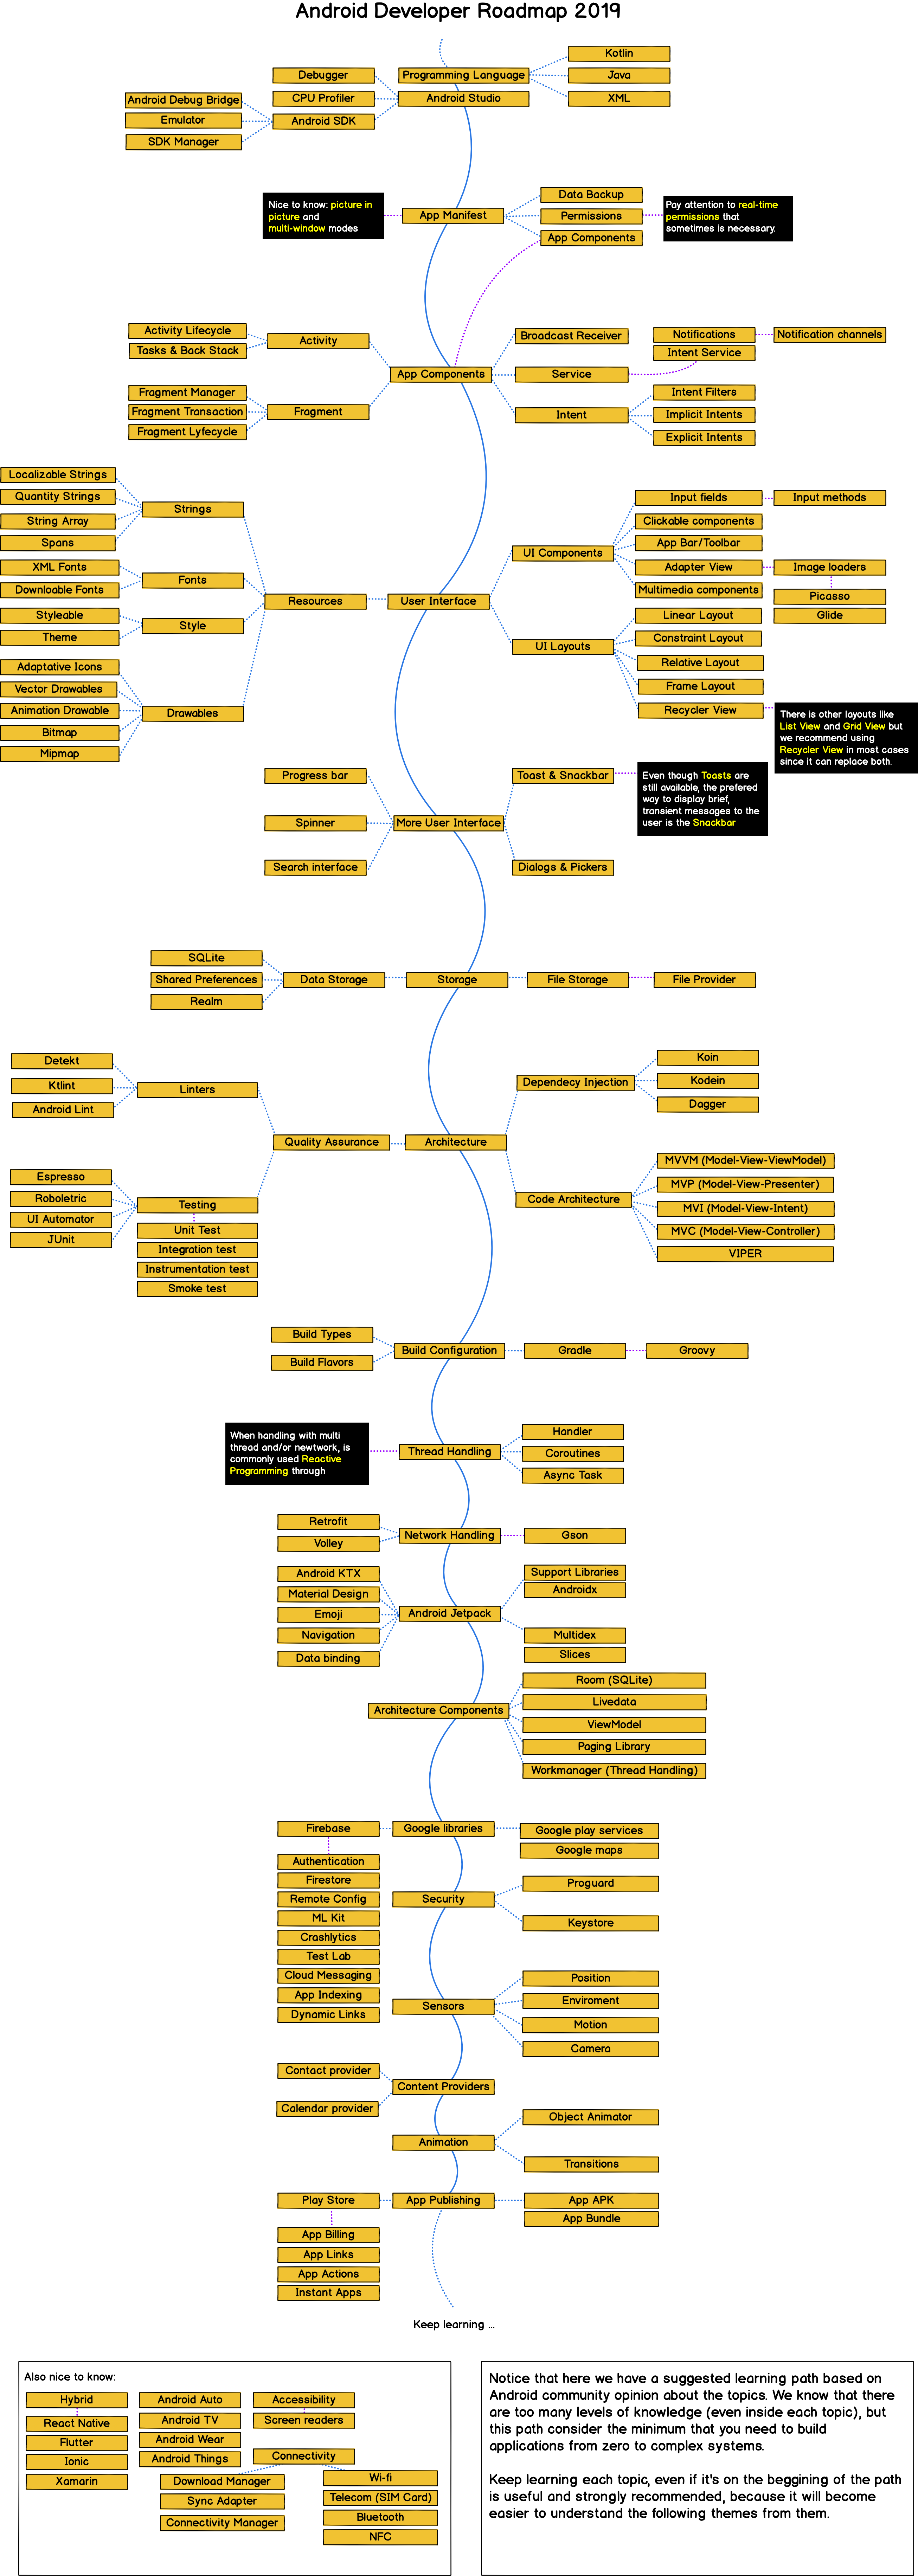 Android Developer Roadmap 2019
Programming Language
Kotlin
Java
XML
Android Studio
Debugger
CPU Profiler
Android SDK
Android Debug Bridge
Emulator
SDK Manager
App Manifest
Nice to know: picture in
picture and
multi-window modes
Data Backup
Permissions
App Components
Pay attention to real-time
permissions that
sometimes is necessary.
App Components
Activity
Activity Lifecycle
Tasks & Back Stack
Fragment
Fragment Manager
Fragment Transaction
Fragment Lyfecycle
Broadcast Receiver
Service
Intent
Notifications
Notification channels
Intent Service
Intent Filters
Implicit Intents
Explicit Intents
User Interface
Resources
Strings
Localizable Strings
Quantity Strings
String Array
Spans
Fonts
XML Fonts
Downloable Fonts
Style
Styleable
Theme
Drawables
Adaptative Icons
Vector Drawables
Animation Drawable
Bitmap
Mipmap
UI Components
Input fields
Input methods
Clickable components
App Bar/Toolbar
Adapter View
Image loaders
Picasso
Glide
Multimedia components
UI Layouts
Linear Layout
Constraint Layout
Relative Layout
Frame Layout
Recycler View
There is other layouts like
List View and Grid View but
we recommend using
Recycler View in most cases
since it can replace both.
More User Interface
Progress bar
Spinner
Search interface
Toast & Snackbar
Even though Toasts are
still available, the prefered
way to display brief,
transient messages to the
user is the Snackbar
Dialogs & Pickers
Storage
Data Storage
SQLite
Shared Preferences
Realm
File Storage
File Provider
Architecture
Quality Assurance
Linters
Detekt
Ktlint
Android Lint
Testing
Espresso
Roboletric
UI Automator
JUnit
Unit Test
Integration test
Instrumentation test
Smoke test
Dependecy Injection
Koin
Kodein
Dagger
Code Architecture
MVVM (Model-View-ViewModel)
MVP (Model-View-Presenter)
MVI (Model-View-Intent)
MVC (Model-View-Controller)
VIPER
Build Configuration
Build Types
Build Flavors
Gradle
Groovy
Thread Handling
When handling with multi
thread and/or newtwork, is
commonly used Reactive
Programming through
Handler
Coroutines
Async Task
Network Handling
Retrofit
Volley
Gson
Android Jetpack
Android KTX
Material Design
Emoji
Navigation
Data binding
Support Libraries
Androidx
Multidex
Slices
Architecture Components
Room (SQLite)
Livedata
ViewModel
Paging Library
Workmanager (Thread Handling)
Google libraries
Firebase
Authentication
Firestore
Remote Config
ML Kit
Crashlytics
Test Lab
Cloud Messaging
App Indexing
Dynamic Links
Google play services
Google maps
Security
Proguard
Keystore
Sensors
Position
Enviroment
Motion
Camera
Content Providers
Contact provider
Calendar provider
Animation
Object Animator
Transitions
App Publishing
Play Store
App Billing
App Links
App Actions
Instant Apps
App APK
App Bundle
Keep learning ...
Also nice to know:
Hybrid
React Native
Flutter
Ionic
Xamarin
Android Auto
Android TV
Android Wear
Android Things
Accessibility
Screen readers
Connectivity
Download Manager
Sync Adapter
Connectivity Manager
Wi-fi
Telecom (SIM Card)
Bluetooth
NFC
Notice that here we have a suggested learning path based on
Android community opinion about the topics. We know that there
are too many levels of knowledge (even inside each topic), but
this path consider the minimum that you need to build
applications from zero to complex systems.
Keep learning each topic, even if it's on the beggining of the path
is useful and strongly recommended, because it will become
easier to understand the following themes from them.